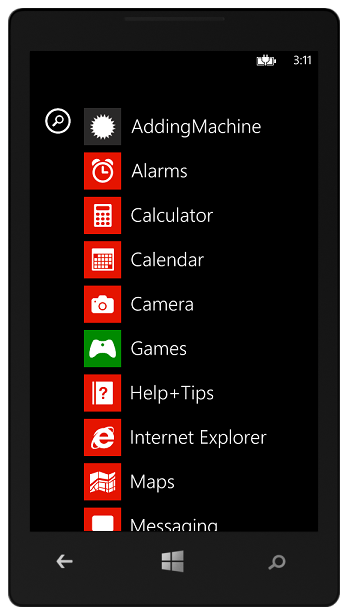 3:11
AddingMachine
Alarms
Calculator
Calendar
Camera
Games
Help+Tips
Internet Explorer
Maps
Messaging